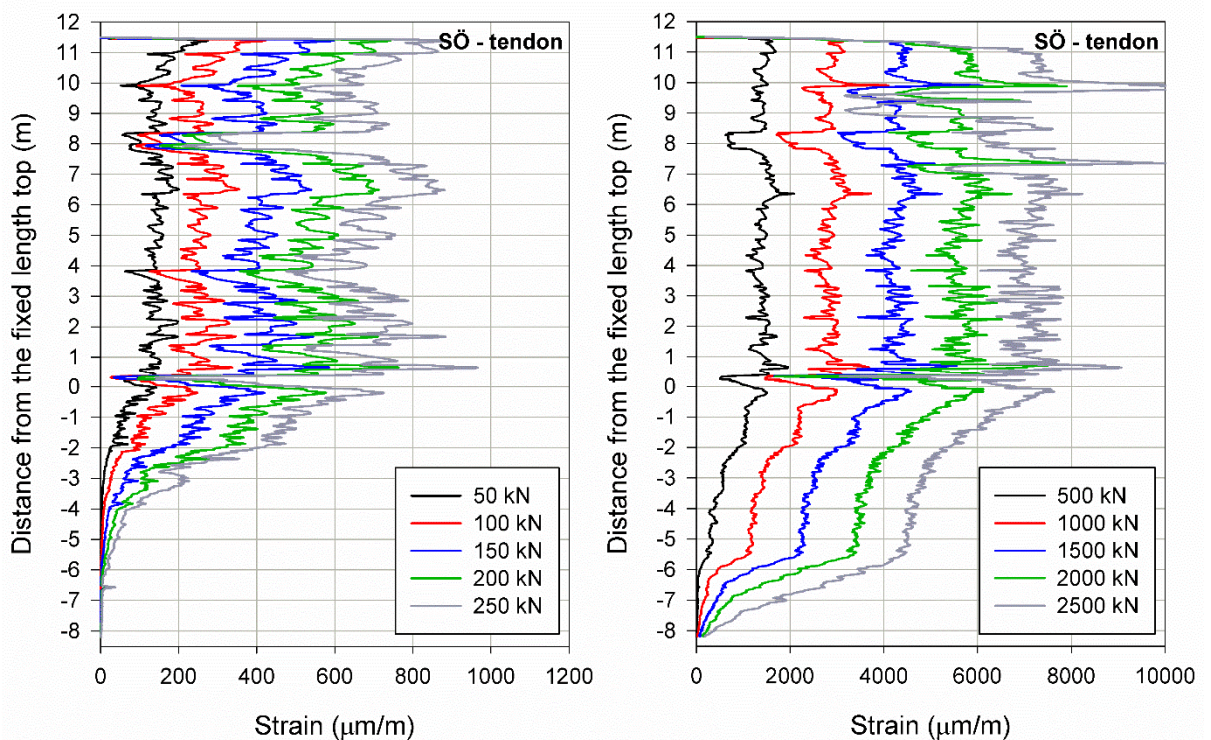 SÖ - tendon
12
11
10
9
8
7
6
5
4
3
2
1
0
-1
-2
-3
-4
-5
-6
-7
-8
Distance from the fixed length top (m)
50 kN
100 kN
150 kN
200 kN
250 kN
0 200 400 600 800 1000 1200
Strain (μm/m)
SÖ - tendon
12
11
10
9
8
7
6
5
4
3
2
1
0
-1
-2
-3
-4
-5
-6
-7
-8
Distance from the fixed length top (m)
500 kN
1000 kN
1500 kN
2000 kN
2500 kN
0 2000 4000 6000 8000 10000
Strain (μm/m)